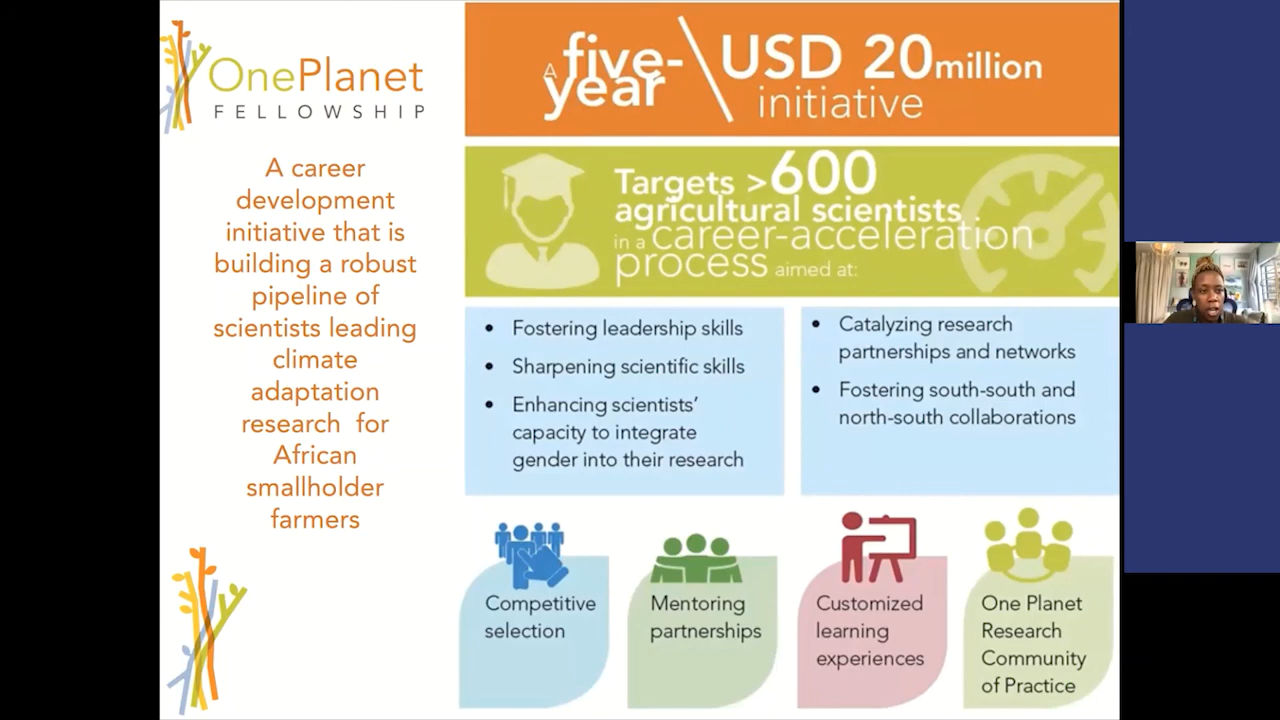 OnePlanet
FELLOWSHIP
A career
development
initiative that is
building a robust
pipeline of
scientists leading
climate
adaptation
research for
African
smallholder
farmers
A five-
year
USD 20 million
initiative
Targets >600
agricultural scientists
in a career-acceleration
process aimed at:
• Fostering leadership skills
• Sharpening scientific skills
• Enhancing scientists’
capacity to integrate
gender into their research
• Catalyzing research
partnerships and networks
• Fostering south-south and
north-south collaborations
Competitive
selection
Mentoring
partnerships
Customized
learning
experiences
One Planet
Research
Community
of Practice